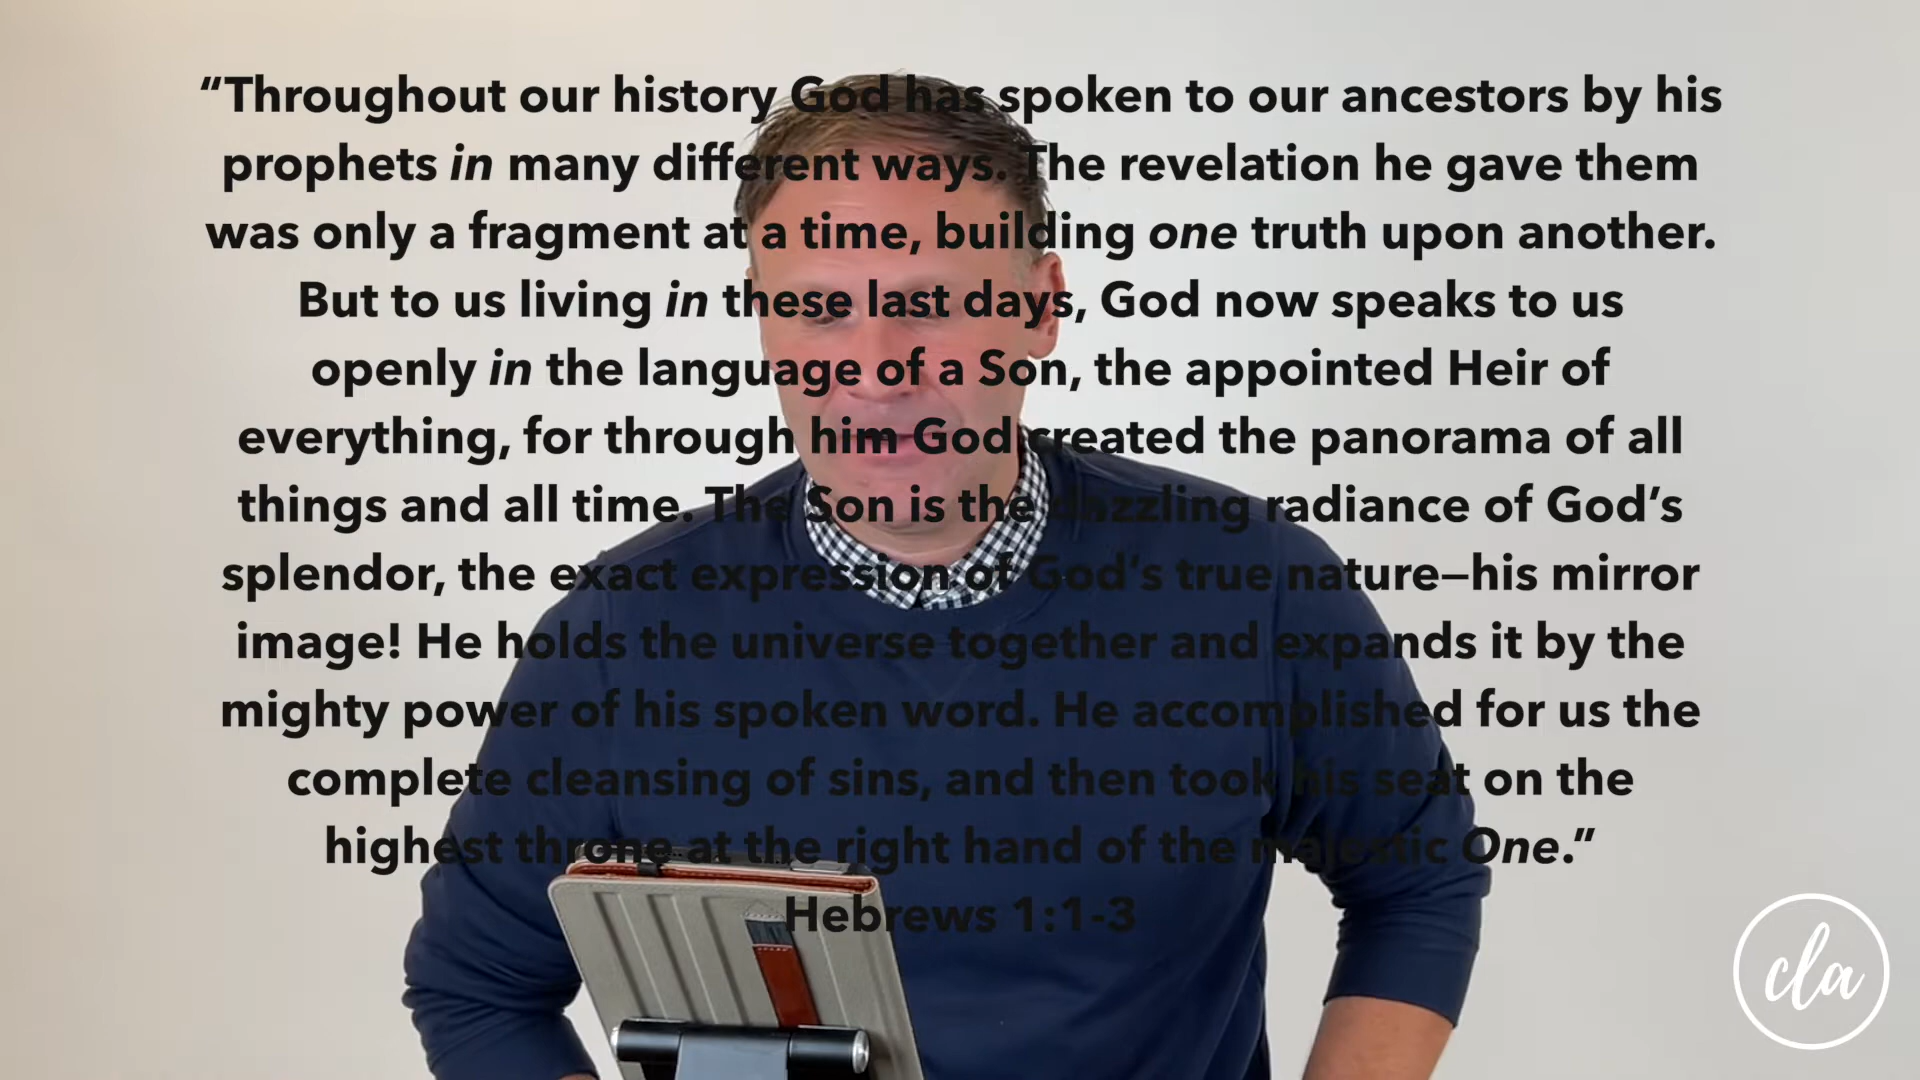 “Throughout our history God has spoken to our ancestors by his
prophets in many different ways. The revelation he gave them
was only a fragment at a time, building one truth upon another.
But to us living in these last days, God now speaks to us
openly in the language of a Son, the appointed Heir of
everything, for through him God created the panorama of all
things and all time. The Son is the dazzling radiance of God’s
splendor, the exact expression of God’s true nature—his mirror
image! He holds the universe together and expands it by the
mighty power of his spoken word. He accomplished for us the
complete cleansing of sins, and then took his seat on the
highest throne at the right hand of the majestic One.”
Hebrews 1:1-3
cla